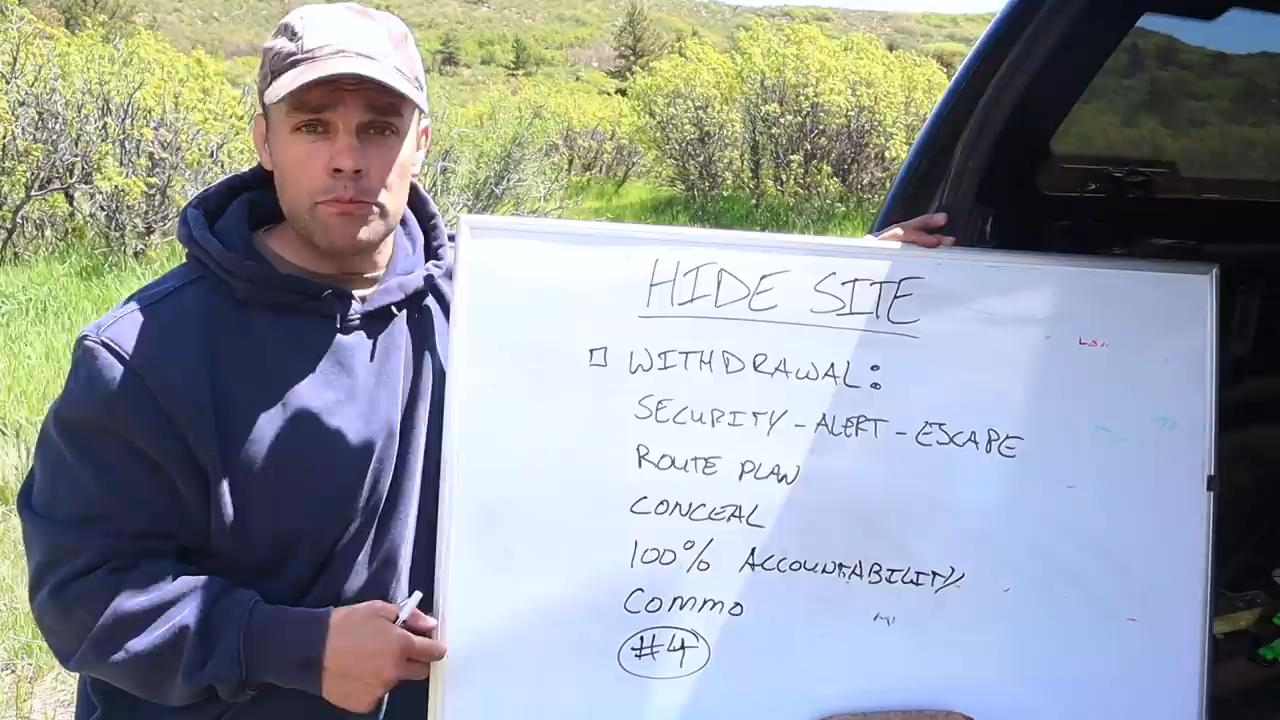 HIDE SITE
WITHDRAWAL:
SECURITY - ALERT - ESCAPE
ROUTE PLAN
CONCEAL
100% ACCOUNTABILITY
COMMO
#4